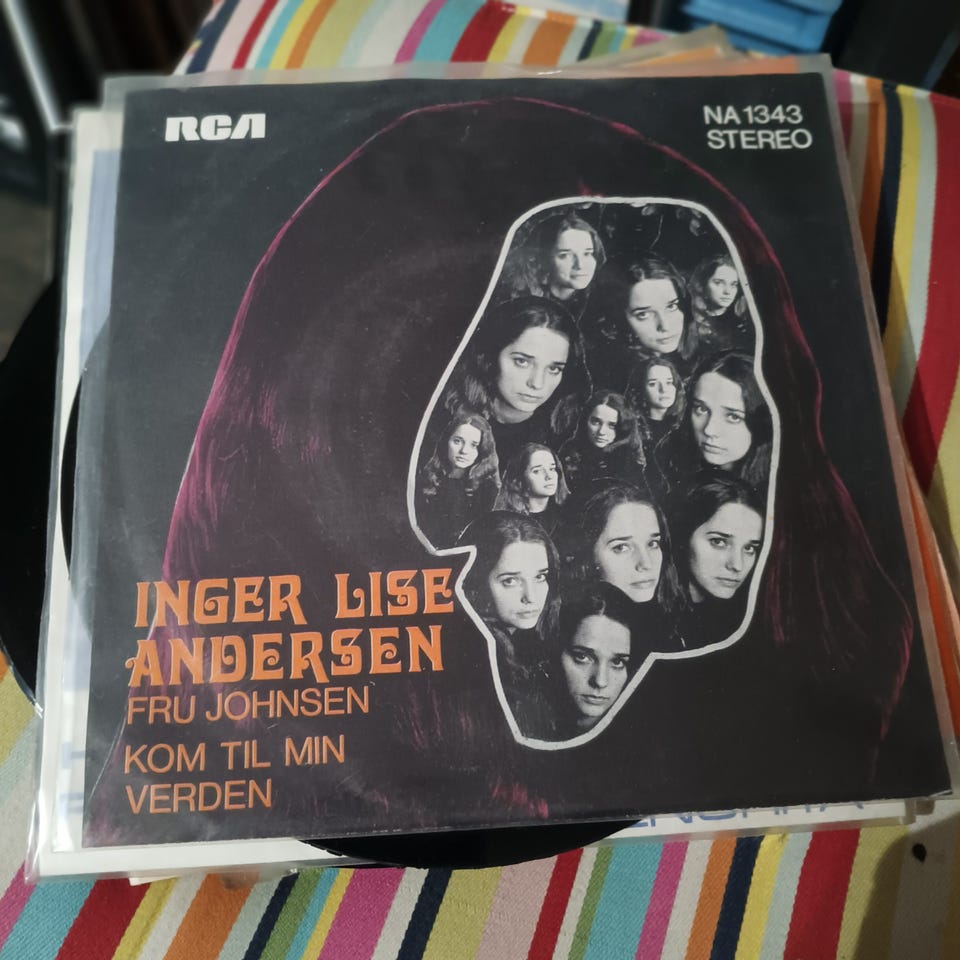 RCA
NA 1343
STEREO
INGER LISE
ANDERSEN
FRU JOHNSEN
KOM TIL MIN
VERDEN